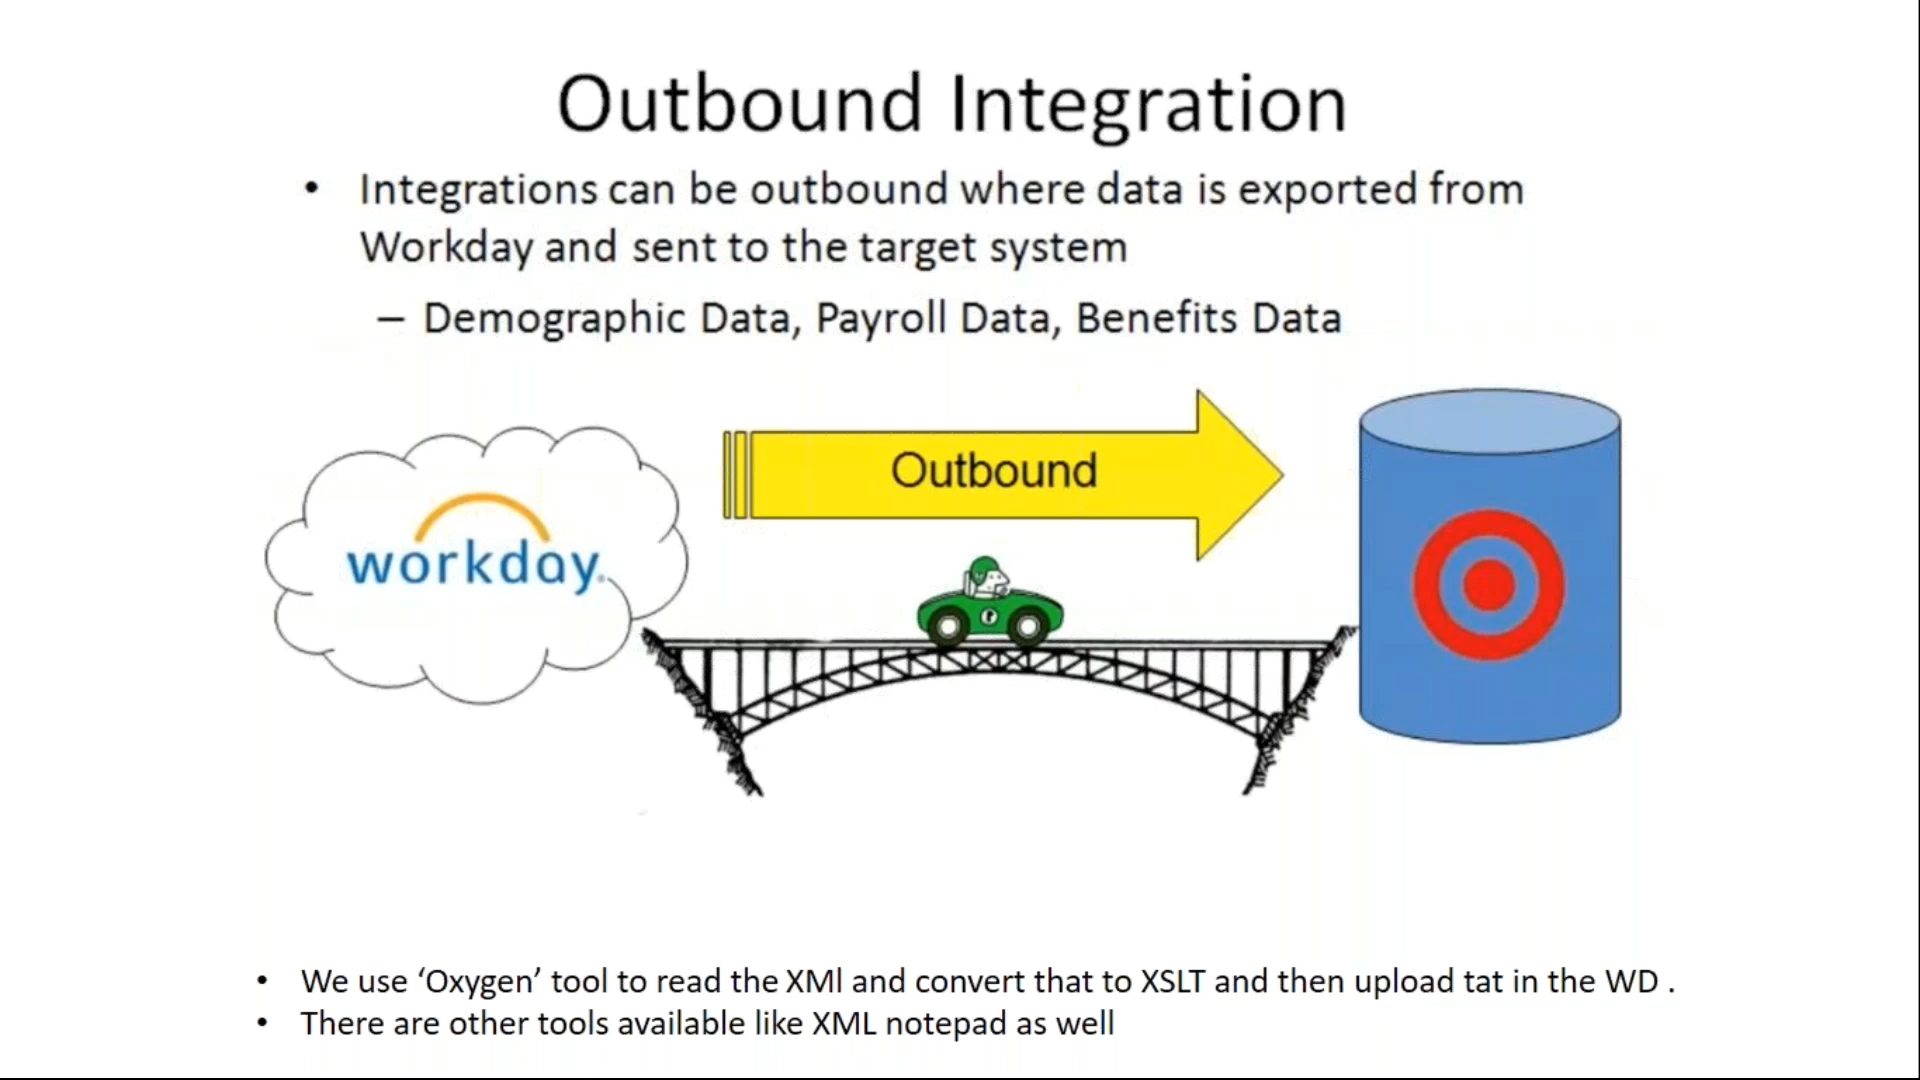 Outbound Integration
• Integrations can be outbound where data is exported from
Workday and sent to the target system
– Demographic Data, Payroll Data, Benefits Data
Outbound
workday
• We use ‘Oxygen’ tool to read the XMl and convert that to XSLT and then upload tat in the WD .
• There are other tools available like XML notepad as well